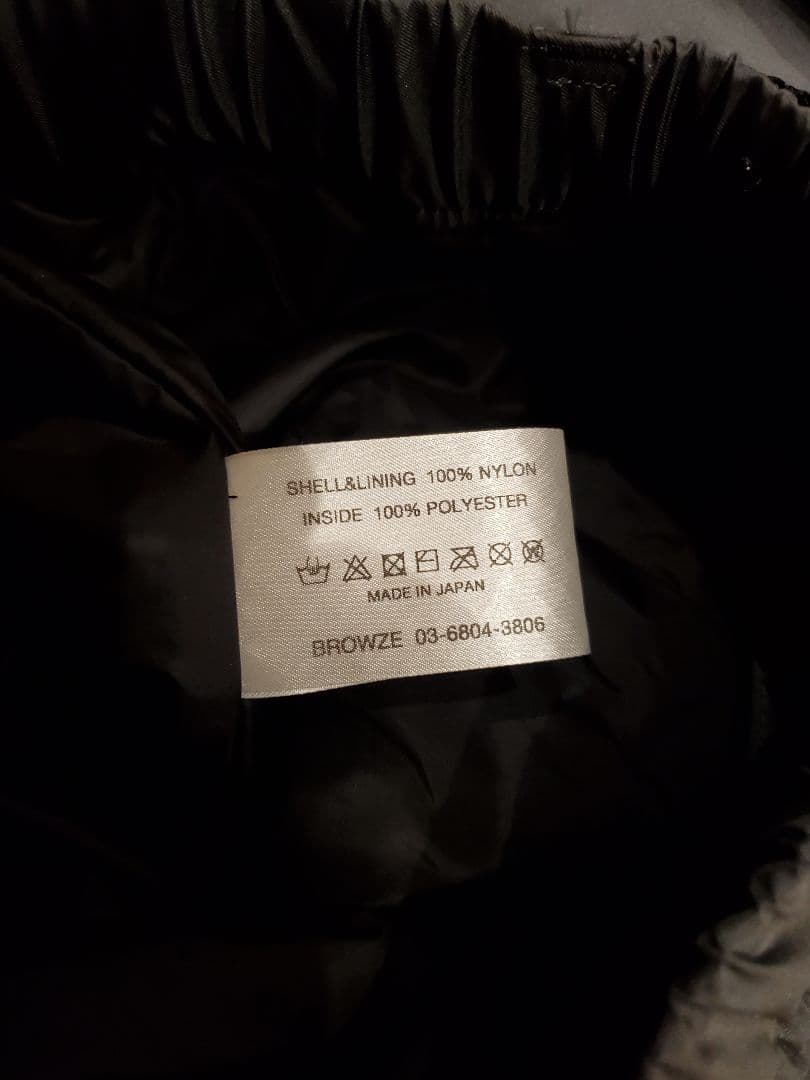 SHELL&LINING 100% NYLON
INSIDE 100% POLYESTER
MADE IN JAPAN
BROWZE 03-6804-3806